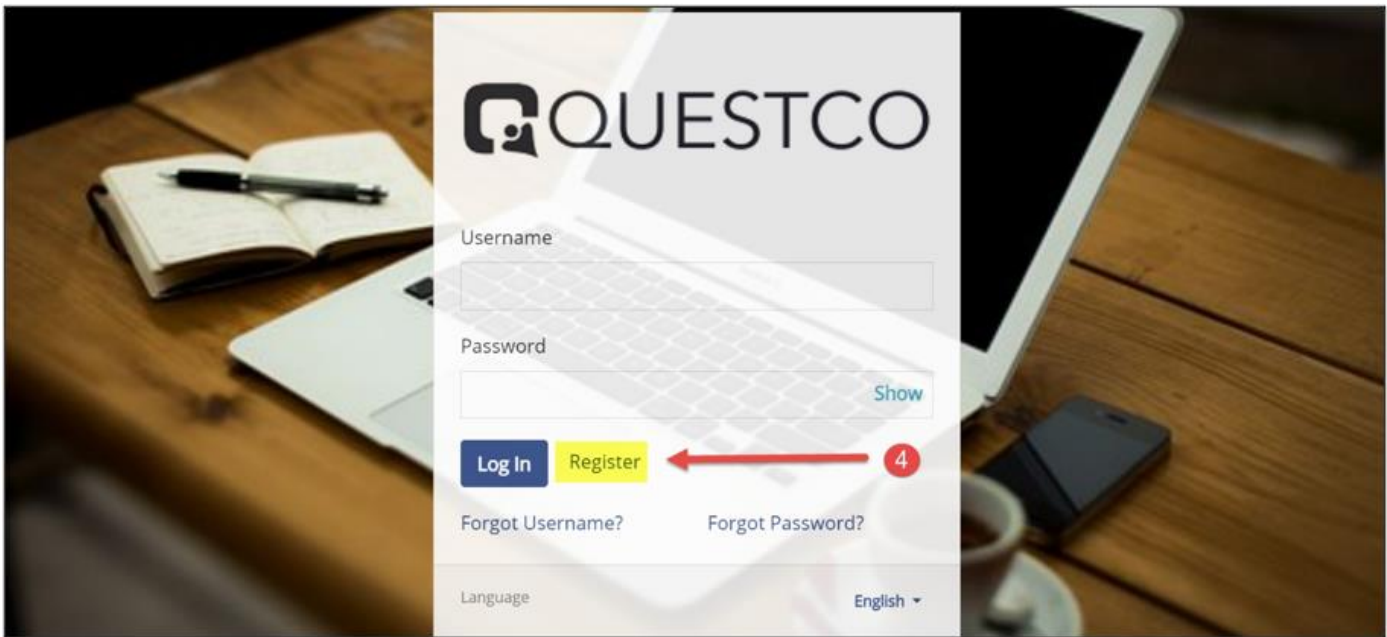 QUESTCO
Username
Password
Show
Log In Register 4
Forgot Username? Forgot Password?
Language English